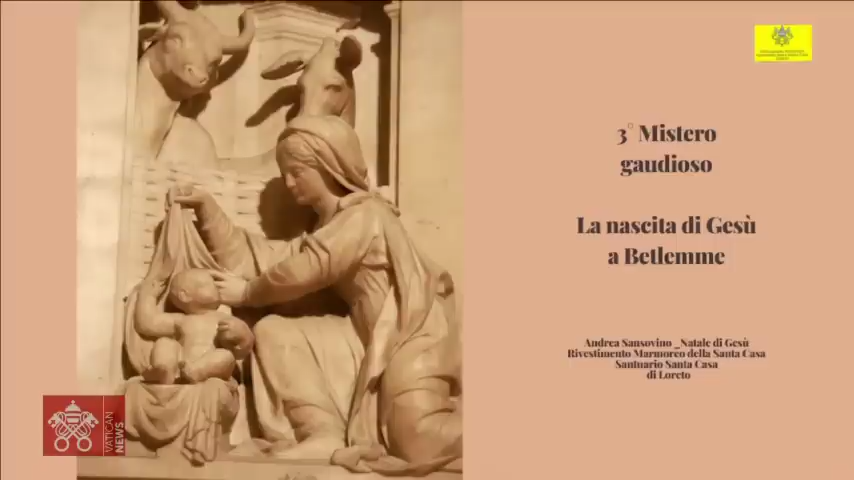 3° Mistero
gaudioso
La nascita di Gesù
a Betlemme
Andrea Sansovino _Natale di Gesù
Rivestimento Marmoreo della Santa Casa
Santuario Santa Casa
di Loreto
VATICAN
NEWS